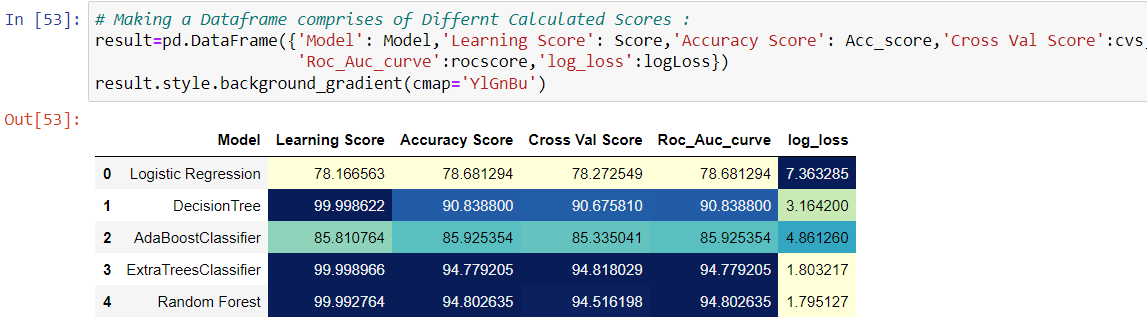 In [53]: # Making a Dataframe comprises of Differnt Calculated Scores :
result=pd.DataFrame({'Model': Model,'Learning Score': Score,'Accuracy Score': Acc_score,'Cross Val Score':cvs,
'Roc_Auc_curve':rocscore,'log_loss':logLoss})
result.style.background_gradient(cmap='YlGnBu')
Out[53]:
Model Learning Score Accuracy Score Cross Val Score Roc_Auc_curve log_loss
0 Logistic Regression 78.166563 78.681294 78.272549 78.681294 7.363285
1 DecisionTree 99.998622 90.838800 90.675810 90.838800 3.164200
2 AdaBoostClassifier 85.810764 85.925354 85.335041 85.925354 4.861260
3 ExtraTreesClassifier 99.998966 94.779205 94.818029 94.779205 1.803217
4 Random Forest 99.992764 94.802635 94.516198 94.802635 1.795127